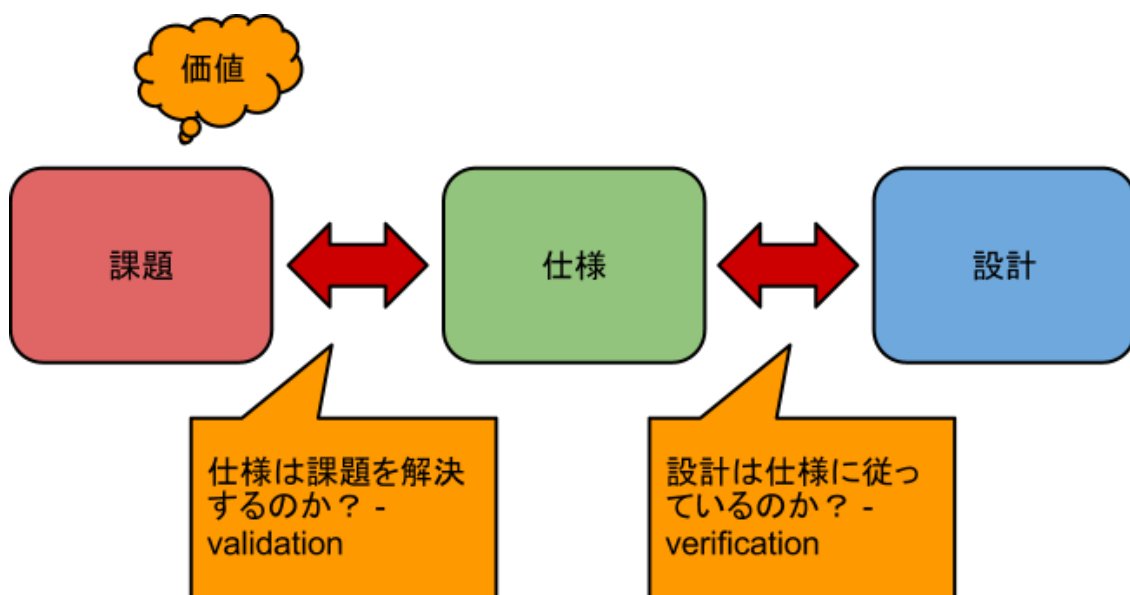 価値
課題
仕様
設計
仕様は課題を解決
するのか？ -
validation
設計は仕様に従っ
ているのか？ -
verification